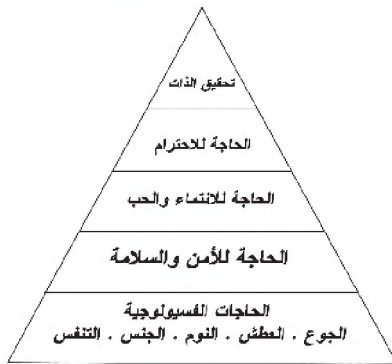 تحقيق الذات
الحاجة للاحترام
الحاجة للانتماء والحب
الحاجة للأمن والسلامة
الحاجات الفسيولوجية
الجوع . العطش . النوم . الجنس . التنفس